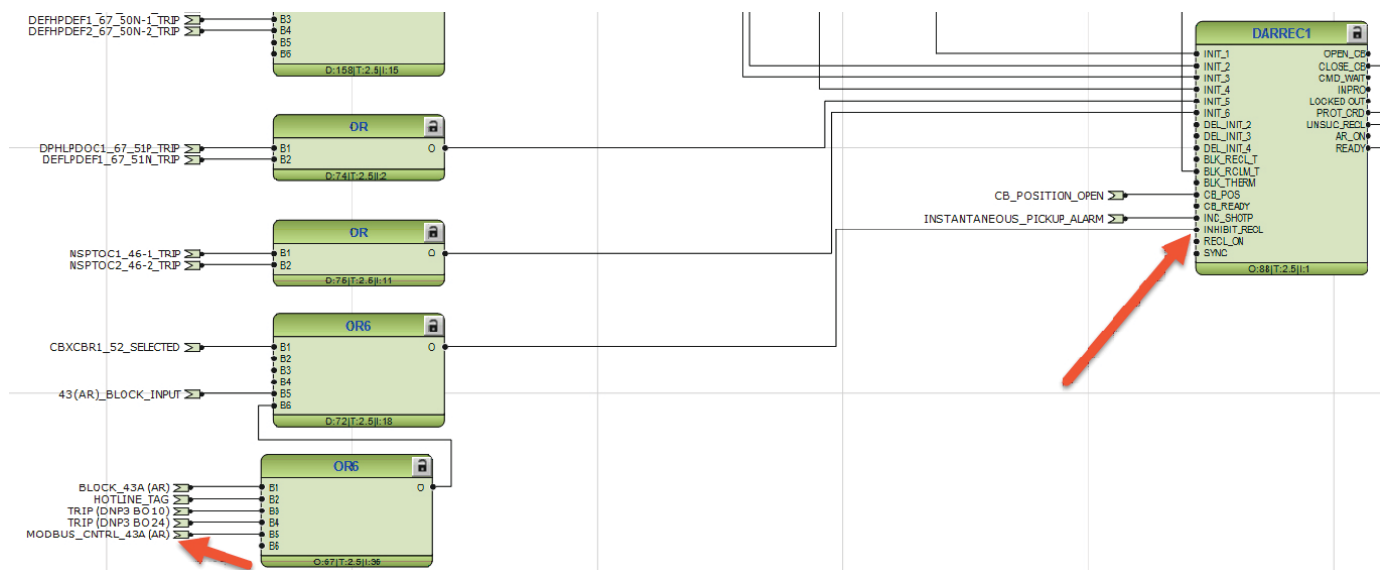 DEFHPDEF1_67_50N-1_TRIP
DEFHPDEF2_67_50N-2_TRIP
B3
B4
B5
B6
D:158|T:2.5|I:15
OR
DPHLPDOC1_67_51P_TRIP
DEFLPDEF1_67_51N_TRIP
B1
B2
O
D:74|T:2.5|I:2
OR
NSPTOC1_46-1_TRIP
NSPTOC2_46-2_TRIP
B1
B2
O
D:75|T:2.5|I:11
OR6
CBXCBR1_52_SELECTED
43(AR)_BLOCK_INPUT
B1
B2
B3
B4
B5
B6
O
D:72|T:2.5|I:18
OR6
BLOCK_43A (AR)
HOTLINE_TAG
TRIP (DNP3 BO10)
TRIP (DNP3 BO24)
MODBUS_CNTRL_43A (AR)
B1
B2
B3
B4
B5
B6
O
O:67|T:2.5|I:36
DARREC1
INIT_1
INIT_2
INIT_3
INIT_4
INIT_5
INIT_6
DEL_INIT_2
DEL_INIT_3
DEL_INIT_4
BLK_RECL_T
BLK_RCLM_T
BLK_THERM
CB_POS
CB_READY
INC_SHOTP
INHIBIT_RECL
RECL_ON
SYNC
OPEN_CB
CLOSE_CB
CMD_WAIT
INPRO
LOCKED OUT
PROT_CRD
UNSUC_RECL
AR_ON
READY
CB_POSITION_OPEN
INSTANTANEOUS_PICKUP_ALARM
O:88|T:2.5|I:1